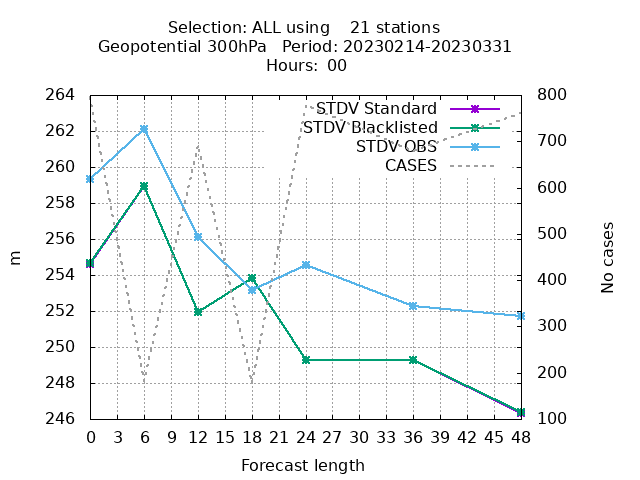 Selection: ALL using    21 stations
Geopotential 300hPa   Period: 20230214-20230331
Hours: 00
264
262
260
258
256
254
252
250
248
246
m
800
700
600
500
400
300
200
100
No cases
STDV Standard
STDV Blacklisted
STDV OBS
CASES
0 3 6 9 12 15 18 21 24 27 30 33 36 39 42 45 48
Forecast length